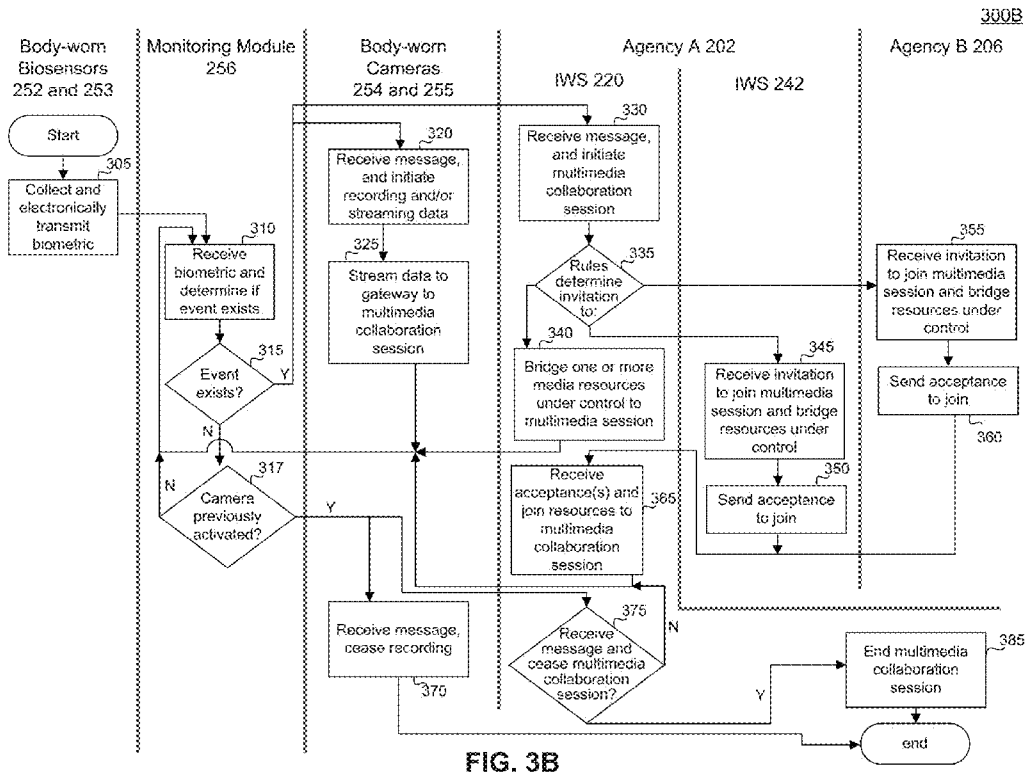 300B
Body-worn
Biosensors
252 and 253
Monitoring Module
256
Body-worn
Cameras
254 and 255
Agency A 202
IWS 220
IWS 242
Agency B 206
Start
305
Collect and
electronically
transmit
biometric
310
Receive
biometric and
determine if
event exists
315
Event
exists?
Y
N
317
Camera
previously
activated?
N
Y
320
Receive message,
and initiate
recording and/or
streaming data
325
Stream data to
gateway to
multimedia
collaboration
session
330
Receive message,
and initiate
multimedia
collaboration
session
335
Rules
determine
invitation
to:
340
Bridge one or more
media resources
under control to
multimedia session
345
Receive invitation
to join multimedia
session and bridge
resources under
control
350
Send acceptance
to join
355
Receive invitation
to join multimedia
session and bridge
resources under
control
Send acceptance
to join
360
Receive
acceptance(s) and
join resources to
multimedia
collaboration
session
365
Receive message,
cease recording
370
375
Receive
message and
cease multimedia
collaboration
session?
N
Y
385
End multimedia
collaboration
session
end
FIG. 3B